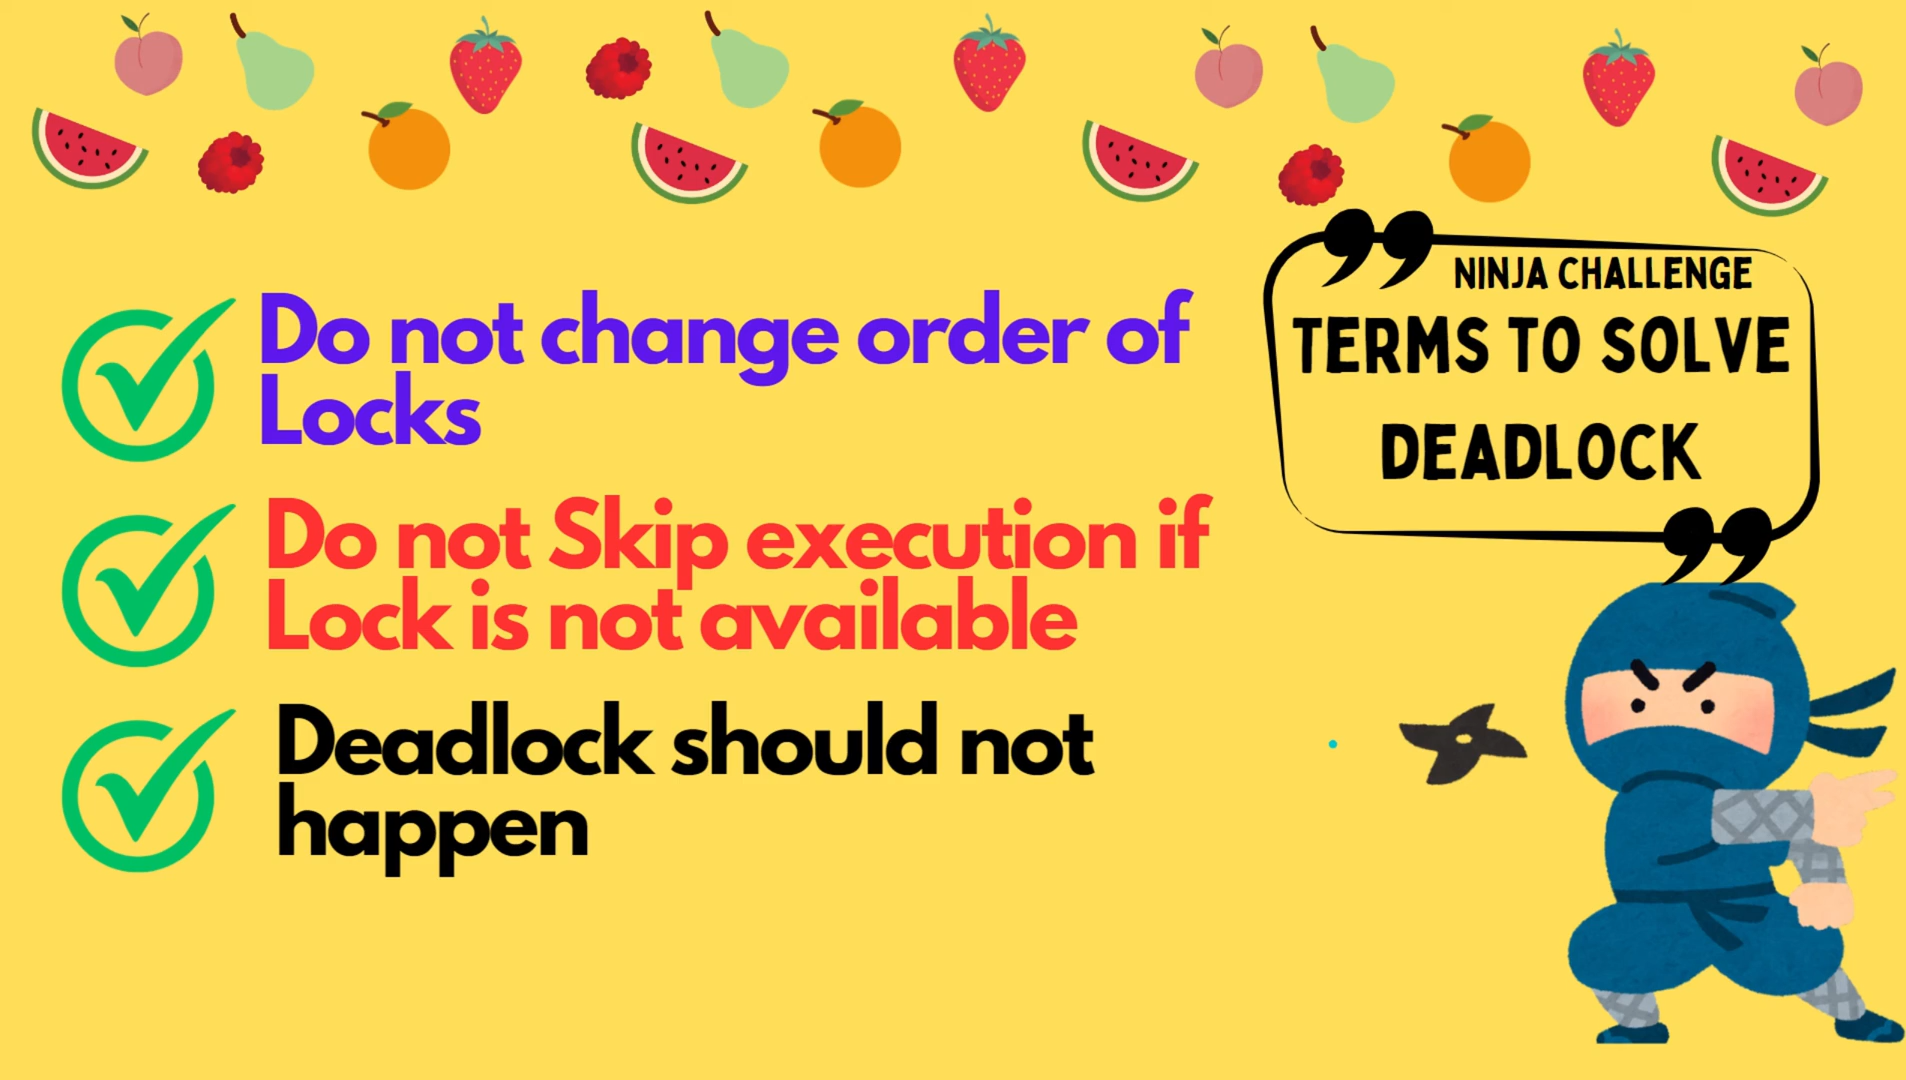 NINJA CHALLENGE
TERMS TO SOLVE
DEADLOCK
Do not change order of
Locks
Do not Skip execution if
Lock is not available
Deadlock should not
happen